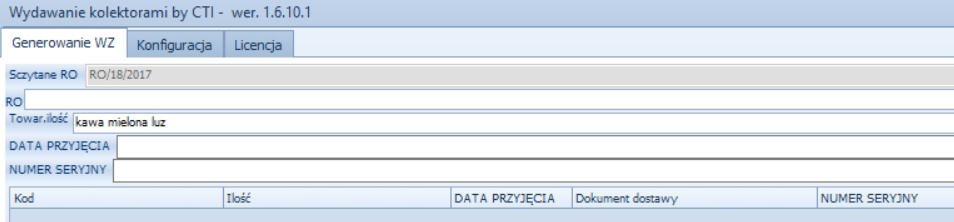 Wydawanie kolektorami by CTI - wer. 1.6.10.1
Generowanie WZ Konfiguracja Licencja
Sczytane RO RO/18/2017
RO
Towar.ilość kawa mielona luz
DATA PRZYJĘCIA
NUMER SERYJNY
Kod Ilość DATA PRZYJĘCIA Dokument dostawy NUMER SERYJNY